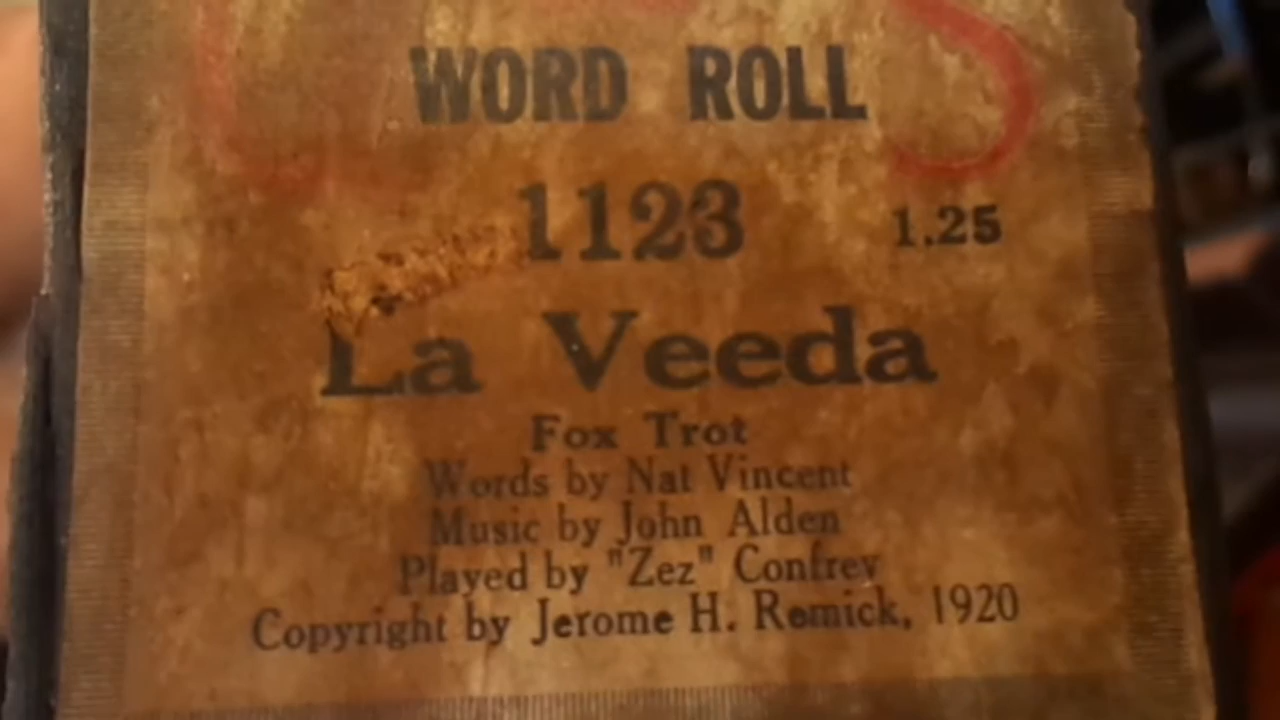 WORD ROLL
1123 1.25
La Veeda
Fox Trot
Words by Nat Vincent
Music by John Alden
Played by "Zez" Confrey
Copyright by Jerome H. Remick, 1920